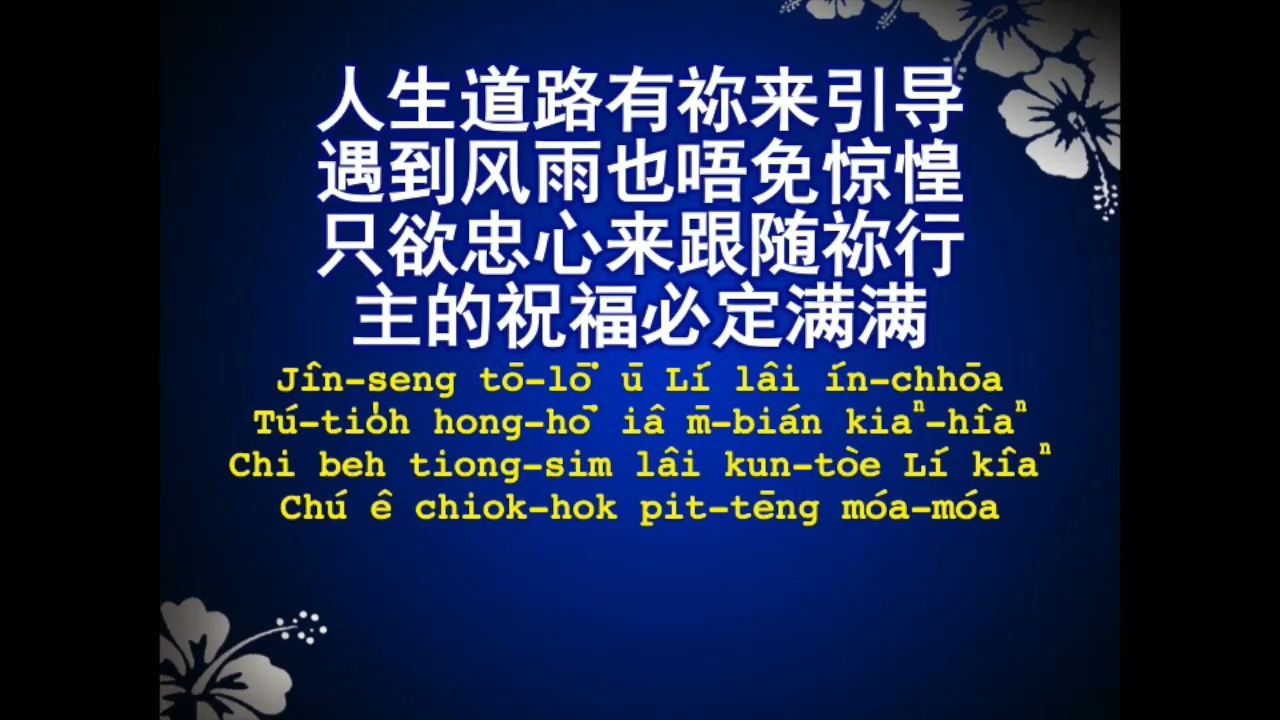 人生道路有祢来引导
遇到风雨也唔免惊惶
只欲忠心来跟随祢行
主的祝福必定满满
Jîn-seng tō-lō͘ ū Lí lâi ín-chhōa
Tú-tio̍h hong-hō͘ iâ m̄-bián kiaⁿ-hîaⁿ
Chi beh tiong-sim lâi kun-tòe Lí kîaⁿ
Chú ê chiok-hok pit-tēng móa-móa